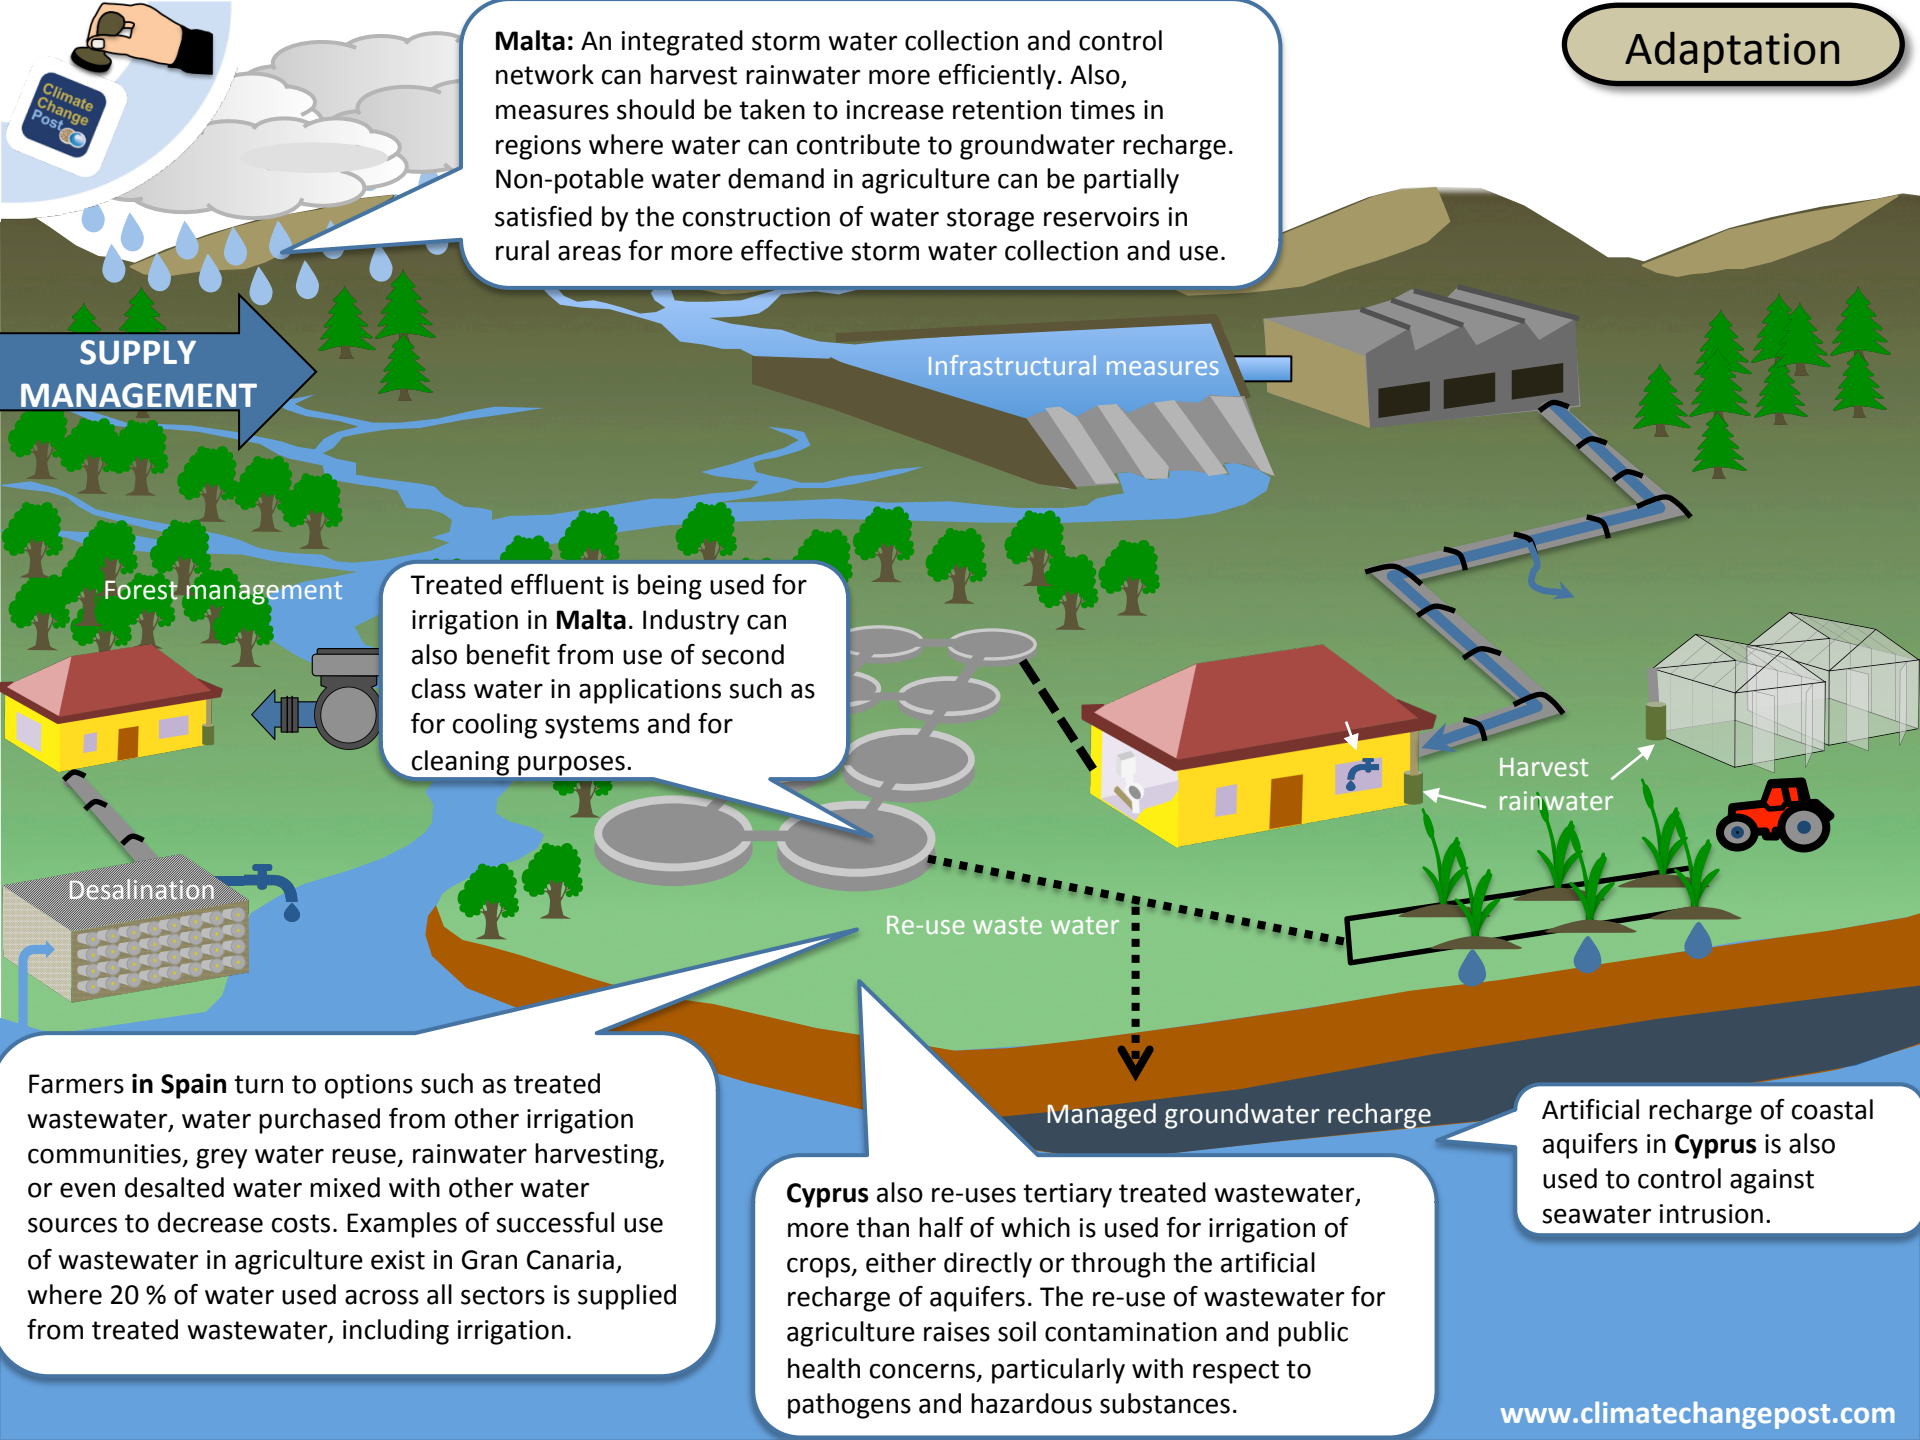 Climate
Change
Post
Malta: An integrated storm water collection and control
network can harvest rainwater more efficiently. Also,
measures should be taken to increase retention times in
regions where water can contribute to groundwater recharge.
Non-potable water demand in agriculture can be partially
satisfied by the construction of water storage reservoirs in
rural areas for more effective storm water collection and use.
Adaptation
SUPPLY
MANAGEMENT
Infrastructural measures
Forest management
Treated effluent is being used for
irrigation in Malta. Industry can
also benefit from use of second
class water in applications such as
for cooling systems and for
cleaning purposes.
Harvest
rainwater
Desalination
Re-use waste water
Managed groundwater recharge
Farmers in Spain turn to options such as treated
wastewater, water purchased from other irrigation
communities, grey water reuse, rainwater harvesting,
or even desalted water mixed with other water
sources to decrease costs. Examples of successful use
of wastewater in agriculture exist in Gran Canaria,
where 20 % of water used across all sectors is supplied
from treated wastewater, including irrigation.
Cyprus also re-uses tertiary treated wastewater,
more than half of which is used for irrigation of
crops, either directly or through the artificial
recharge of aquifers. The re-use of wastewater for
agriculture raises soil contamination and public
health concerns, particularly with respect to
pathogens and hazardous substances.
Artificial recharge of coastal
aquifers in Cyprus is also
used to control against
seawater intrusion.
www.climatechangepost.com